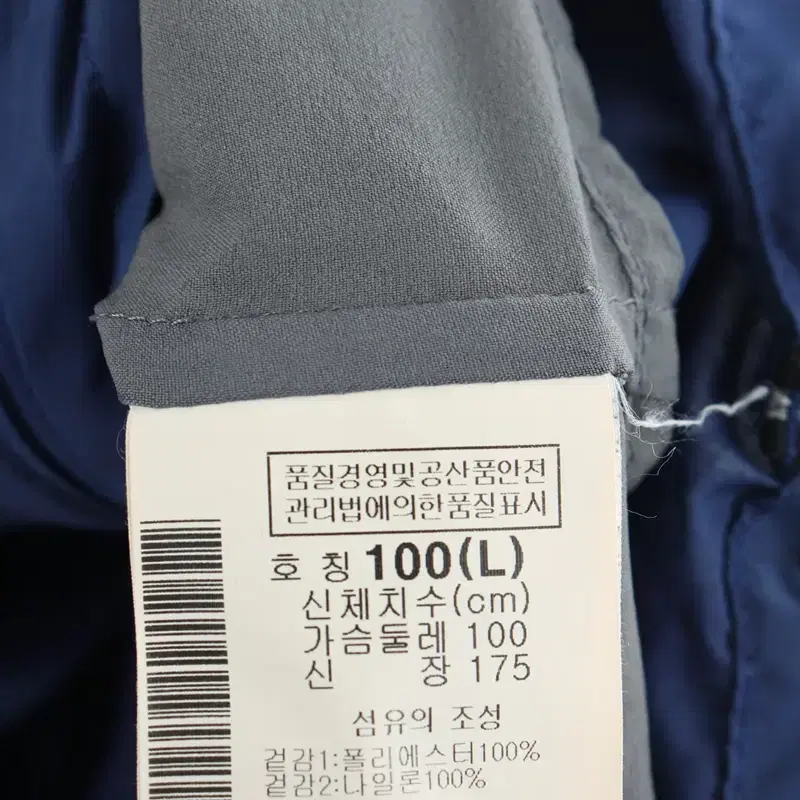 품질경영및공산품안전
관리법에의한품질표시
호 칭 100(L)
신체치수(cm)
가슴둘레 100
신 장 175
섬유의 조성
겉감1:폴리에스터100%
겉감2:나일론100%